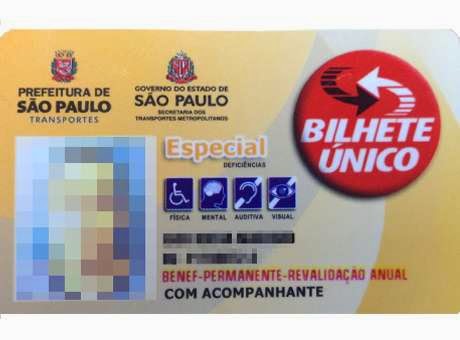 PREFEITURA DE
SÃO PAULO
TRANSPORTES
GOVERNO DO ESTADO DE
SÃO PAULO
SECRETARIA DOS
TRANSPORTES METROPOLITANOS
BILHETE
ÚNICO
Especial
DEFICIÊNCIAS
FÍSICA MENTAL AUDITIVA VISUAL
BENEF-PERMANENTE-REVALIDAÇÃO ANUAL
COM ACOMPANHANTE